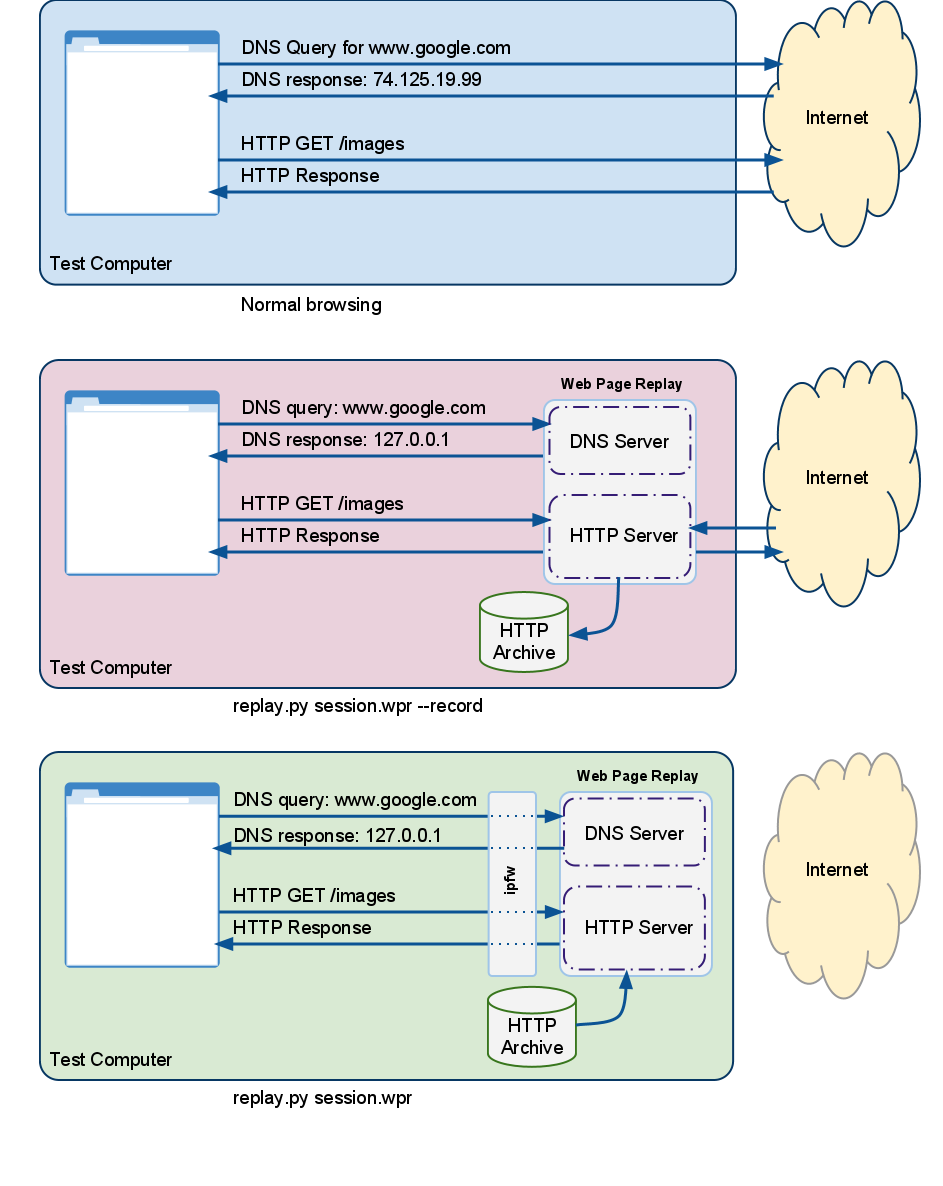 DNS Query for www.google.com
DNS response: 74.125.19.99
Internet
HTTP GET /images
HTTP Response
Test Computer
Normal browsing
Web Page Replay
DNS query: www.google.com
DNS response: 127.0.0.1
DNS Server
Internet
HTTP GET /images
HTTP Response
HTTP Server
HTTP
Archive
Test Computer
replay.py session.wpr --record
Web Page Replay
DNS query: www.google.com
DNS response: 127.0.0.1
DNS Server
ipfw
Internet
HTTP GET /images
HTTP Response
HTTP Server
HTTP
Archive
Test Computer
replay.py session.wpr